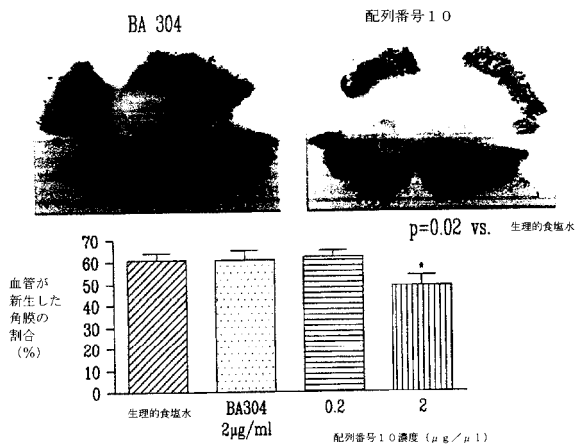 BA 304
配列番号１０
p=0.02 vs. 生理的食塩水
血管が
新生した
角膜の
割合
（%）
70
60
50
40
30
20
10
0
*
生理的食塩水
BA304
2μg/ml
0.2
2
配列番号１０濃度（μｇ／μｌ）